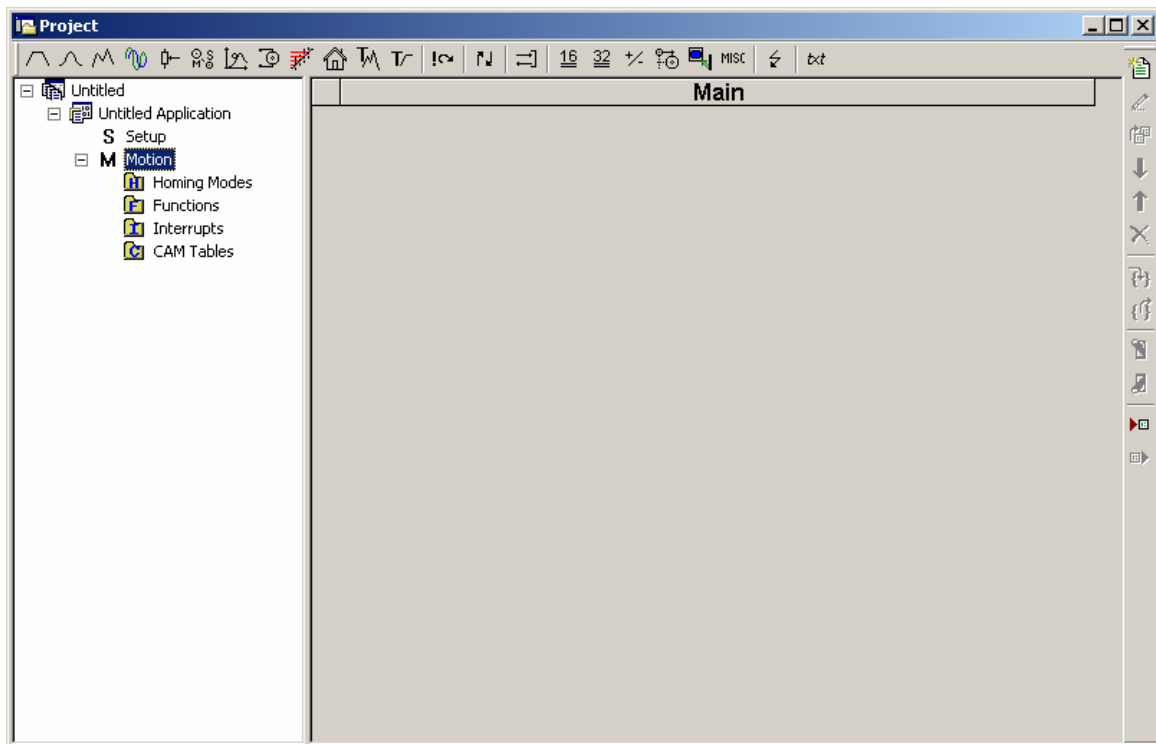 Project
16 32 +/- MISC txt
Untitled
Main
Untitled Application
S Setup
M Motion
H Homing Modes
F Functions
I Interrupts
C CAM Tables